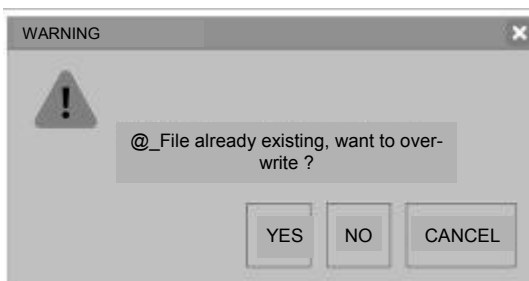 WARNING
@_File already existing, want to over-
write ?
YES NO CANCEL